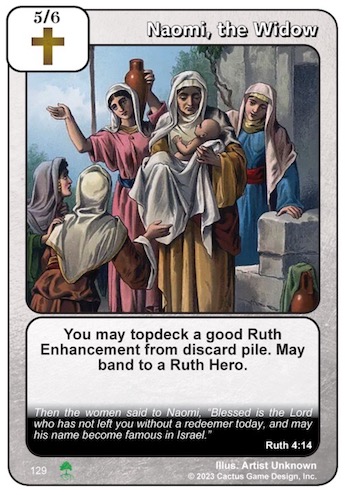 5/6
Naomi, the Widow
You may topdeck a good Ruth
Enhancement from discard pile. May
band to a Ruth Hero.
Then the women said to Naomi, "Blessed is the Lord
who has not left you without a redeemer today, and may
his name become famous in Israel."
Ruth 4:14
Illus. Artist Unknown
129
© 2023 Cactus Game Design, Inc.